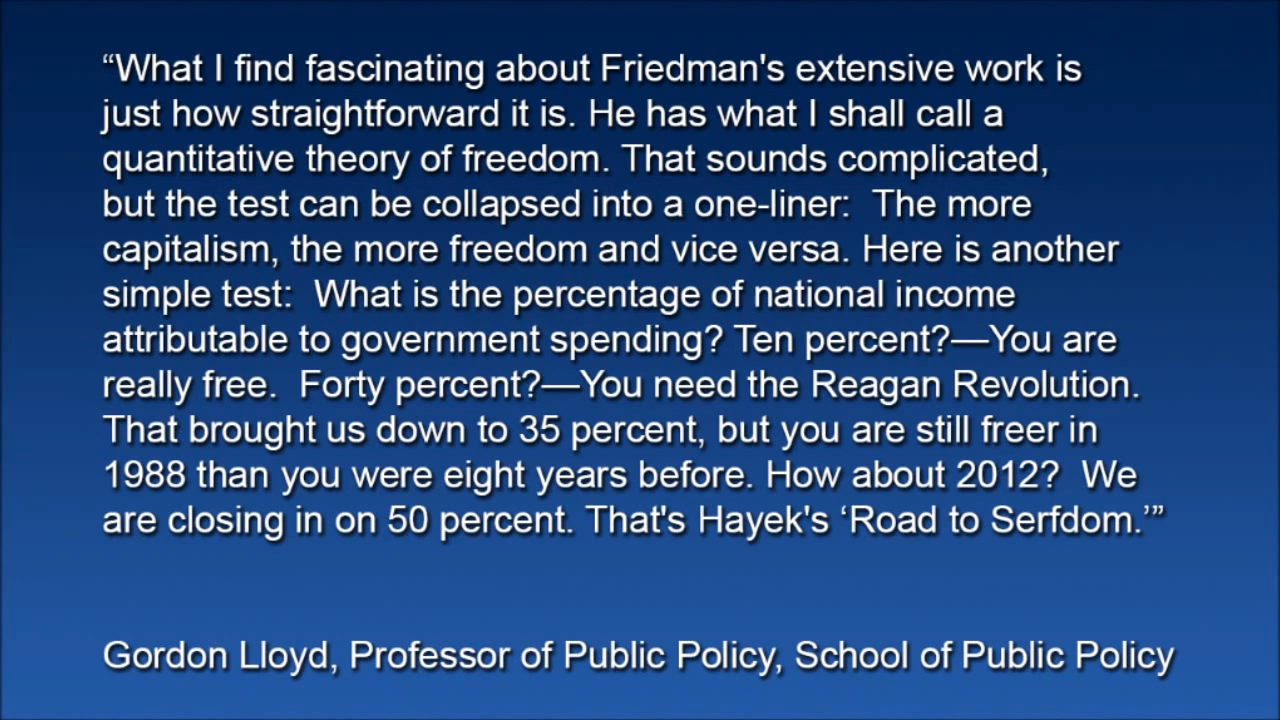 “What I find fascinating about Friedman's extensive work is
just how straightforward it is. He has what I shall call a
quantitative theory of freedom. That sounds complicated,
but the test can be collapsed into a one-liner:  The more
capitalism, the more freedom and vice versa. Here is another
simple test:  What is the percentage of national income
attributable to government spending? Ten percent?—You are
really free.  Forty percent?—You need the Reagan Revolution.
That brought us down to 35 percent, but you are still freer in
1988 than you were eight years before. How about 2012?  We
are closing in on 50 percent. That's Hayek's ‘Road to Serfdom.’”
Gordon Lloyd, Professor of Public Policy, School of Public Policy